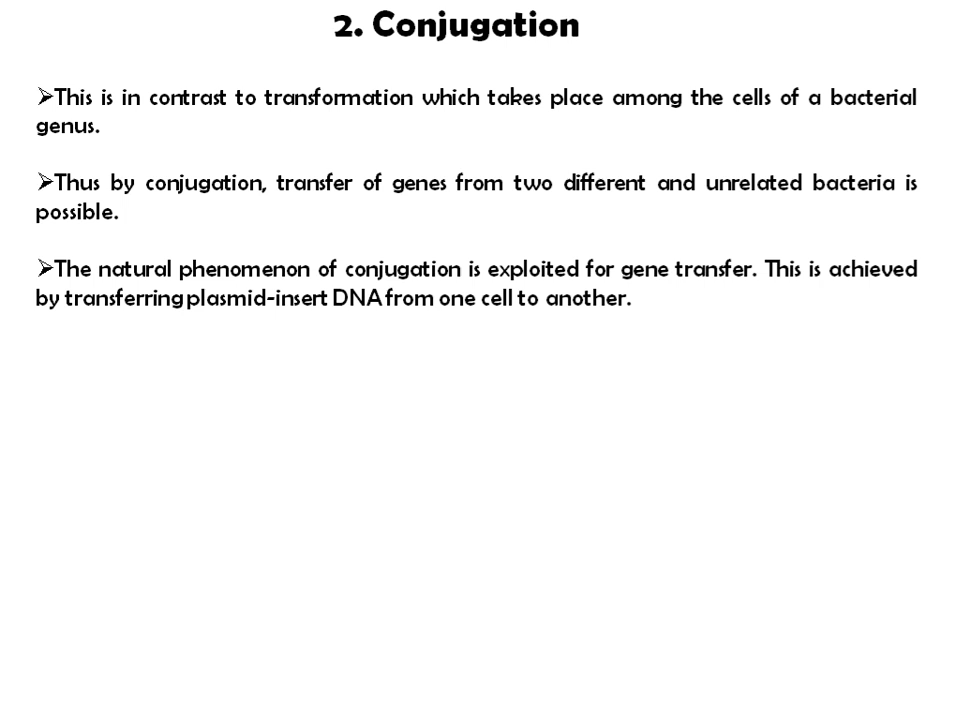 2. Conjugation
➢This is in contrast to transformation which takes place among the cells of a bacterial
genus.
➢Thus by conjugation, transfer of genes from two different and unrelated bacteria is
possible.
➢The natural phenomenon of conjugation is exploited for gene transfer. This is achieved
by transferring plasmid-insert DNA from one cell to another.